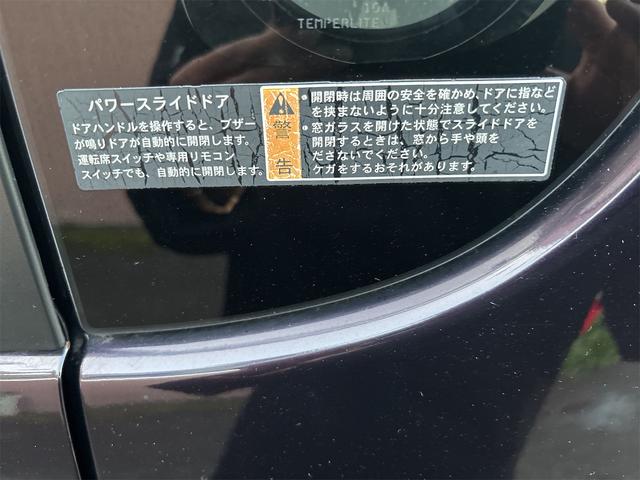 10A
TEMPERLITE
パワースライドドア
ドアハンドルを操作すると、ブザー
が鳴りドアが自動的に開閉します。
運転席スイッチや専用リモコン
スイッチでも、自動的に開閉します。
警
告
・開閉時は周囲の安全を確かめ、ドアに指など
を挟まないように十分注意してください。
・窓ガラスを開けた状態でスライドドアを
開閉するときは、窓から手や頭を
ださないでください。
ケガをするおそれがあります。